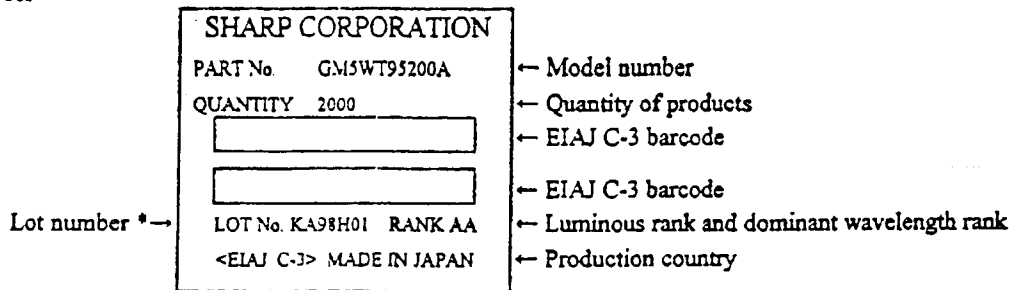 SHARP CORPORATION
PART No. GM5WT95200A ← Model number
QUANTITY 2000 ← Quantity of products
← EIAJ C-3 barcode
← EIAJ C-3 barcode
Lot number *→ LOT No. KA98H01 RANK AA ← Luminous rank and dominant wavelength rank
<EIAJ C-3> MADE IN JAPAN ← Production country